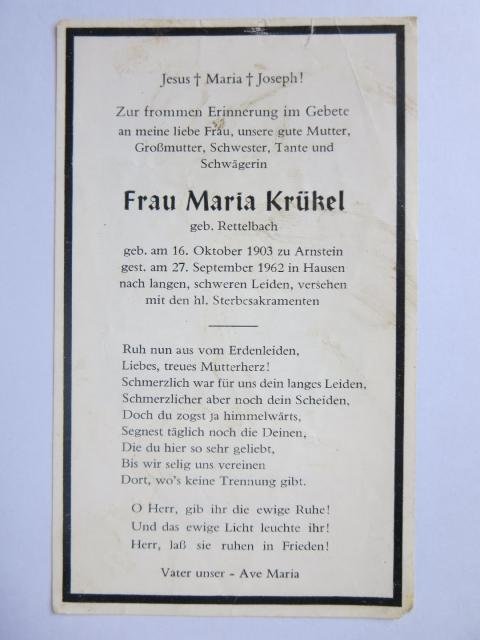 Jesus † Maria † Joseph!
Zur frommen Erinnerung im Gebete
an meine liebe Frau, unsere gute Mutter,
Großmutter, Schwester, Tante und
Schwägerin
Frau Maria Krükel
geb. Rettelbach
geb. am 16. Oktober 1903 zu Arnstein
gest. am 27. September 1962 in Hausen
nach langen, schweren Leiden, versehen
mit den hl. Sterbesakramenten
Ruh nun aus vom Erdenleiden,
Liebes, treues Mutterherz!
Schmerzlich war für uns dein langes Leiden,
Schmerzlicher aber noch dein Scheiden,
Doch du zogst ja himmelwärts,
Segnest täglich noch die Deinen,
Die du hier so sehr geliebt,
Bis wir selig uns vereinen
Dort, wo's keine Trennung gibt.
O Herr, gib ihr die ewige Ruhe!
Und das ewige Licht leuchte ihr!
Herr, laß sie ruhen in Frieden!
Vater unser - Ave Maria